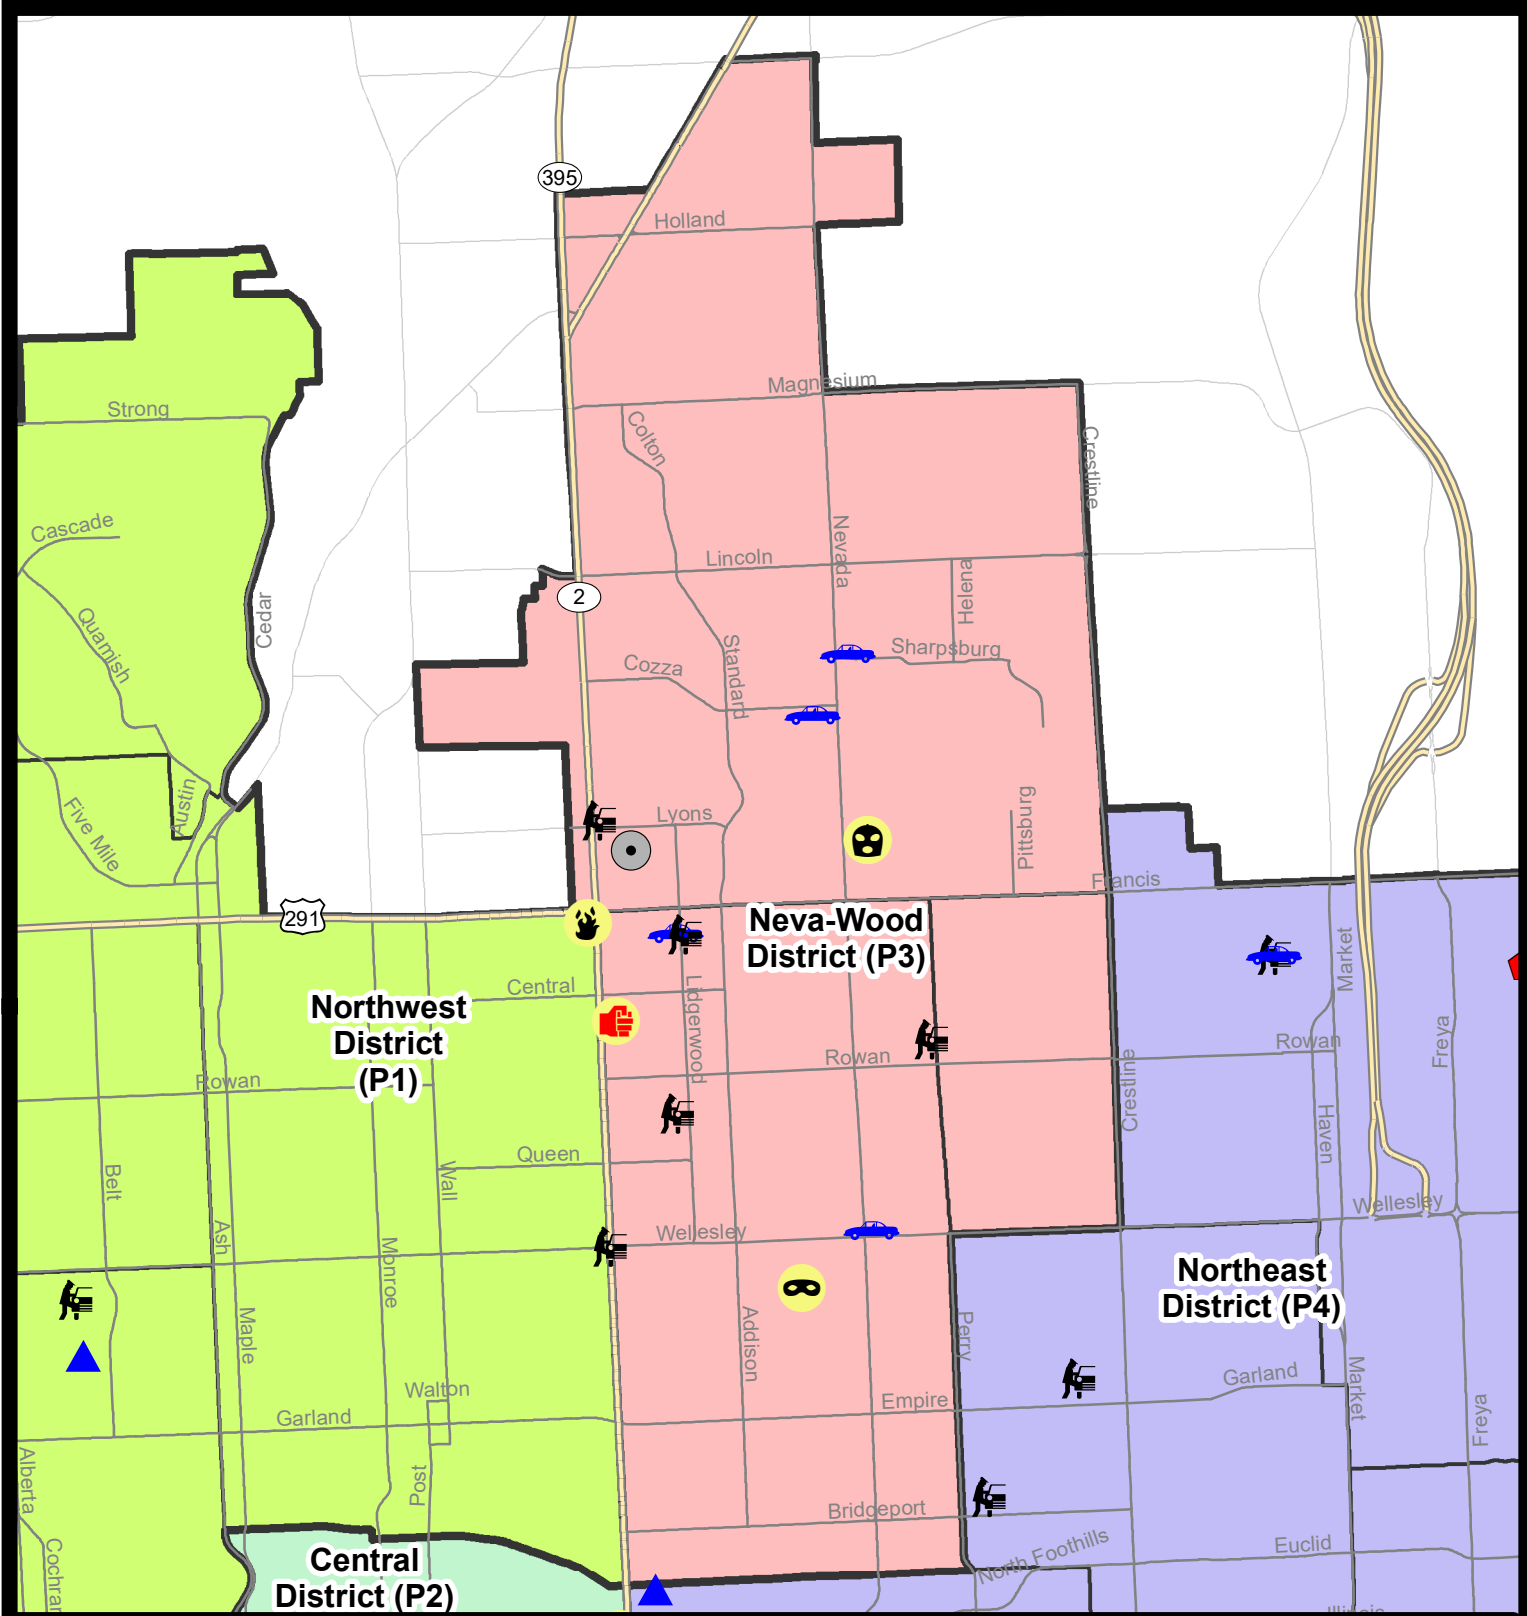 395
Holland
Magnesium
Strong
Colton
Crestline
Cascade
Nevada
Lincoln
Helena
2
Cedar
Quamish
Sharpsburg
Cozza
Standard
Austin
Five Mile
Lyons
Pittsburg
Francis
291
Neva-Wood
District (P3)
Market
Central
Lidgerwood
Northwest
District
(P1)
Freya
Rowan
Rowan
Rowan
Crestline
Haven
Queen
Belt
Wall
Wellesley
Wellesley
Ash
Monroe
Northeast
District (P4)
Maple
Addison
Perry
Walton
Garland
Market
Empire
Garland
Freya
Alberta
Post
Bridgeport
Cochran
North Foothills
Euclid
Central
District (P2)